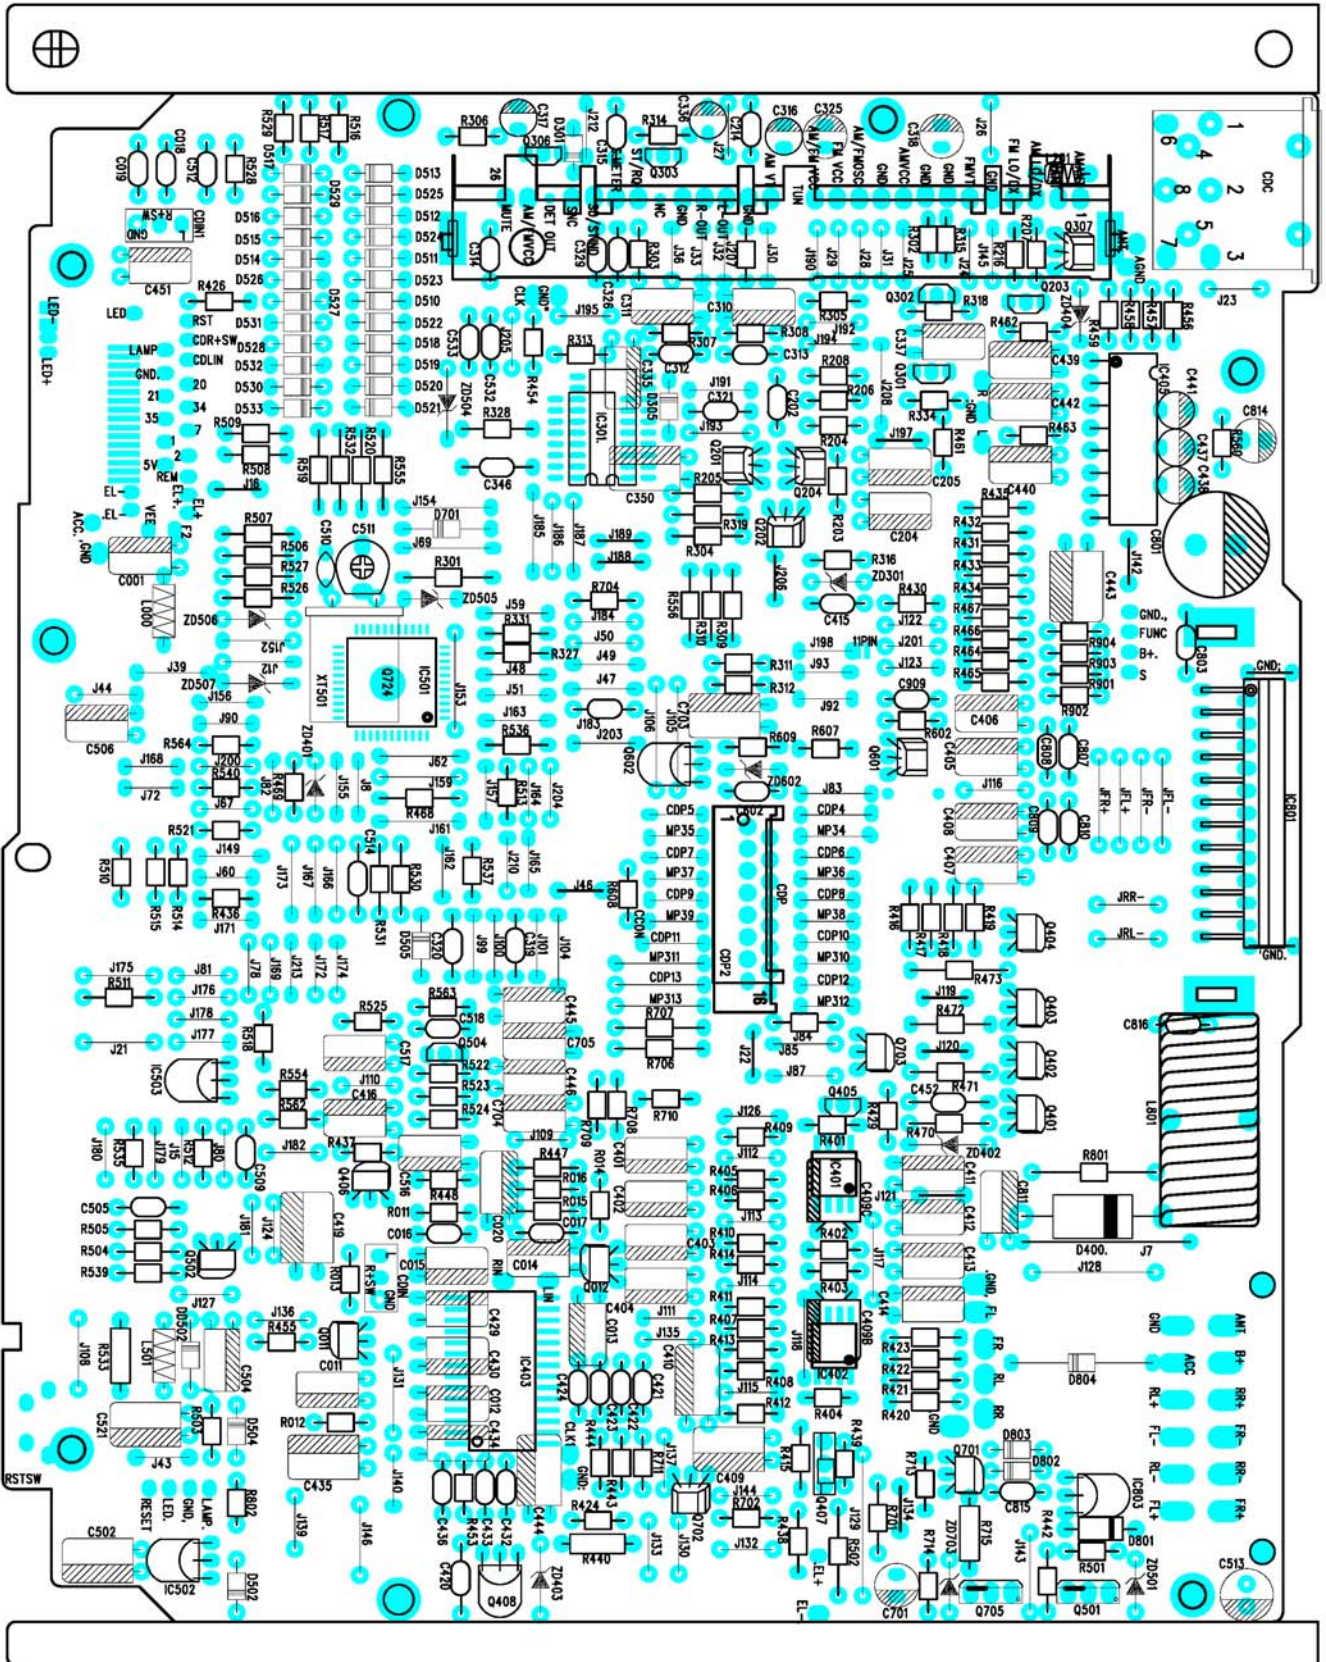 R529
R517
R516
R306
C317
D301
J212
C315
SMETER
ST/RQ
R314
C336
J27
C214
C316
AM/FMVCC
C325
FM VCC
AM/FMOSC
C318
J26
FM LO/DX
C019
C018
C512
R528
D517
D513
D529
D525
26
Q306
Q303
AM VT
TUN
GND
AMVCC
GND
GND
FMVT
GND
1
6
4
8
2
5
7
3
CDC
R+SW
GND
L
CDIN1
D516
D512
D515
D524
D514
D511
D526
D523
MUTE
AM/FMVCC
DET OUT
SNC
SD/STIND
NC
GND
R-OUT
L-OUT
GND
C314
C329
C326
R303
J36
J33
J32
J207
J30
J190
J29
J28
J31
J25
R302
R315
J24
J145
R216
R207
Q307
1
ANT
AGND
C451
LED-
LED+
LED
R426
RST
CDR+SW
LAMP
CDLIN
GND.
20
21
34
35
7
1
2
5V
REM
D527
D510
D531
D522
D528
D518
D532
D519
D530
D520
D533
D521
CLK
GND*
J195
C311
C310
R305
Q302
R318
Q203
ZD404
R459
R458
R457
R456
J23
C533
J205
C532
R454
R313
R307
R308
J192
J194
C337
R462
C439
ZD504
C335
C312
C313
R208
J191
R206
J208
Q301
R334
;GND
R
L
C442
IC405
C441
C437
C438
C814
R560
R328
IC301
D305
C321
J193
C202
R204
J197
R461
R463
R509
R508
J16
R519
R532
R520
R555
C346
C350
Q201
R205
Q204
R203
C205
C440
C204
R435
C801
EL-
EL+.
EL+
ACC.
.GND
VEE
F2
R507
R506
R527
R526
C001
L000
C510
C511
J154
D701
J69
R301
J185
J186
J187
J189
J188
R319
R304
Q202
J206
R316
ZD301
C415
R430
J122
R432
R431
R433
R434
R467
R466
R464
R465
C443
J142
GND.,
FUNC
B+.
S
C803
ZD506
ZD505
J152
J12
J39
ZD507
XT501
Q724
IC501
J153
J59
R331
R327
J48
J51
J163
R536
R704
J184
J50
J49
J47
J183
J203
R556
R310
R309
R311
R312
J198
J93
11PIN
J201
J123
J92
C909
R602
R904
R903
R901
R902
.GND;
J44
C506
J156
J90
R564
J200
R540
J67
R521
J168
J72
ZD401
J82
R469
J155
J8
J62
J159
R468
J161
J157
R513
J164
J204
J106
J105
C703
Q602
R609
ZD602
C602
R607
Q601
C406
C405
C808
C807
J116
C408
C407
C809
C810
JFR+
JFL+
JFR-
JFL-
IC801
J83
CDP5
MP35
CDP7
MP37
CDP9
MP39
CDP11
MP311
CDP13
MP313
1
CDP
CDP2
16
CDP4
MP34
CDP6
MP36
CDP8
MP38
CDP10
MP310
CDP12
MP312
R510
R515
R514
J149
J60
R436
J171
J173
J167
J166
C514
R531
R530
J162
R537
J210
J165
J46
R608
CCON
D505
C320
J99
J100
C319
J101
J104
R416
R417
R418
R419
Q404
R473
JRR-
JRL-
'GND.
J175
R511
J81
J176
J178
J177
J21
J78
J169
J213
J172
J174
R518
R525
R563
C518
Q504
C445
C705
R707
R706
J22
J84
J85
J87
Q703
J119
R472
J120
Q403
Q402
C816
IC503
R554
R562
C517
J110
C416
R522
R523
R524
C446
C704
R709
R708
R710
J126
R409
J112
Q405
R401
R429
C452
R471
R470
Q401
ZD402
L801
J180
R535
J179
J15
R512
J80
C509
J182
R437
Q406
C516
J109
R447
R016
R015
C020
C017
R448
R011
C016
R014
C401
C402
R405
R406
J113
IC401
C409C
J121
C411
C412
C811
R801
C505
R505
R504
R539
Q502
J181
J124
C419
R013
R+SW
L
GND
CDNN
C015
RIN
C014
LIN
Q012
C403
R410
R414
J114
R402
R403
J117
C413
D400.
J7
J128
J127
J108
R533
L501
DD502
C504
J136
R455
Q011
C011
J131
C429
C430
C012
C434
IC403
C404
C013
J111
J135
R411
R407
R413
R408
J115
R412
C410
J118
C409B
IC402
R404
C414
.GND,
FL
FR
RL
RR
GND
R423
R422
R421
R420
GND
ANT
ACC
B+
D804
RL+
RR+
FL-
FR-
RL-
RR-
FL+
FR+
C521
R503
D504
R012
C435
C424
C423
C422
C421
J43
RSTSW
RESET
LED.
GND,
LAMP.
R802
J139
J146
J140
C436
R453
C433
C432
C444
CLK1
GND:
R444
R443
R711
J137
Q702
C409
J144
R702
J132
R415
R439
Q407
R438
J129
R502
R713
J134
R701
Q701
D803
D802
C815
IC803
D801
R501
C502
IC502
D502
C420
Q408
ZD403
R424
R440
J133
J150
.EL+
EL-
C701
R714
ZD703
R715
Q705
J143
R442
Q501
ZD501
C513